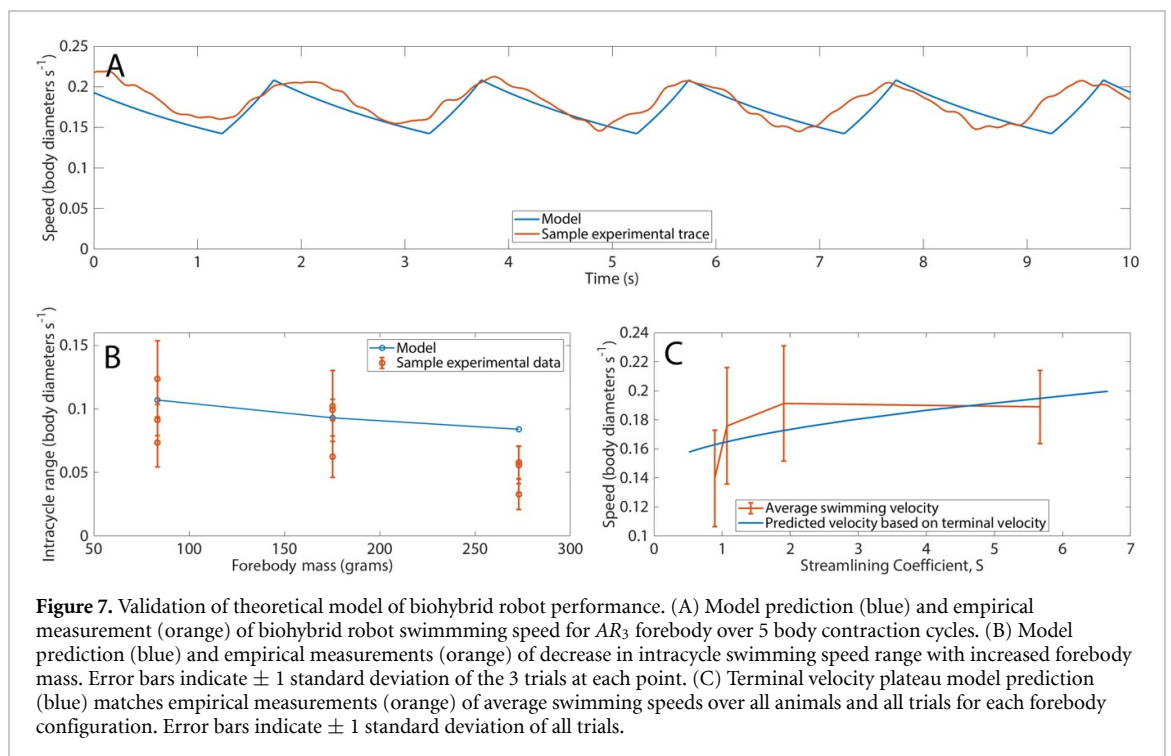 A
Speed (body diameters s-1)
0.25
0.2
0.15
0.1
0.05
0
Model
Sample experimental trace
0 1 2 3 4 5 6 7 8 9 10
Time (s)
B
Intracycle range (body diameters s-1)
0.15
0.1
0.05
0
Model
Sample experimental data
50 100 150 200 250 300
Forebody mass (grams)
C
Speed (body diameters s-1)
0.24
0.22
0.2
0.18
0.16
0.14
0.12
0.1
Average swimming velocity
Predicted velocity based on terminal velocity
0 1 2 3 4 5 6 7
Streamlining Coefficient, S
Figure 7. Validation of theoretical model of biohybrid robot performance. (A) Model prediction (blue) and empirical
measurement (orange) of biohybrid robot swimmming speed for AR3 forebody over 5 body contraction cycles. (B) Model
prediction (blue) and empirical measurements (orange) of decrease in intracycle swimming speed range with increased forebody
mass. Error bars indicate ± 1 standard deviation of the 3 trials at each point. (C) Terminal velocity plateau model prediction
(blue) matches empirical measurements (orange) of average swimming speeds over all animals and all trials for each forebody
configuration. Error bars indicate ± 1 standard deviation of all trials.